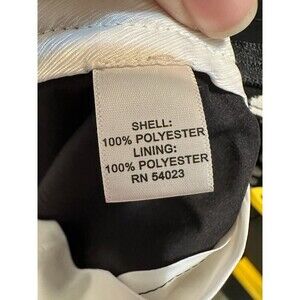 SHELL:
100% POLYESTER
LINING:
100% POLYESTER
RN 54023